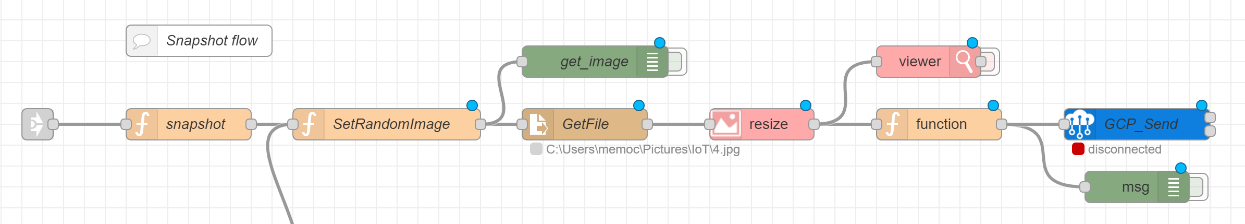 Snapshot flow
get_image
viewer
snapshot
SetRandomImage
GetFile
resize
function
GCP_Send
C:\Users\memoc\Pictures\IoT\4.jpg
disconnected
msg